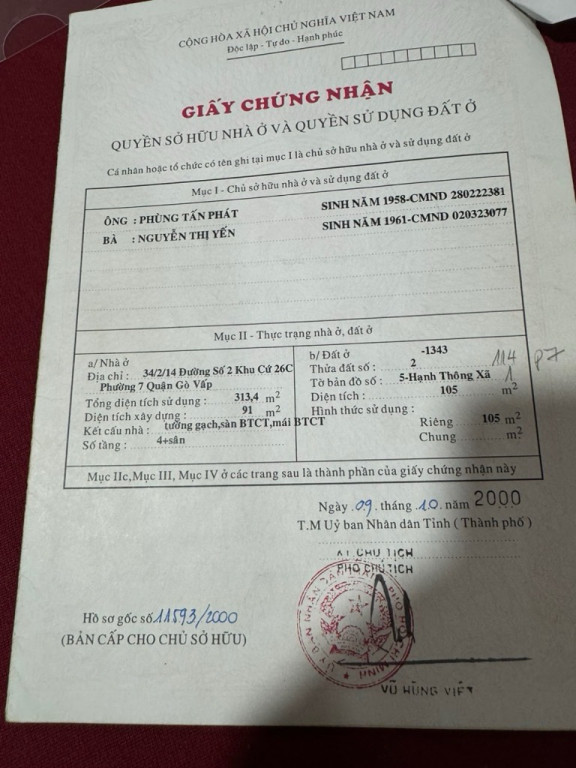 CỘNG HÒA XÃ HỘI CHỦ NGHĨA VIỆT NAM
Độc lập - Tự do - Hạnh phúc
GIẤY CHỨNG NHẬN
QUYỀN SỞ HỮU NHÀ Ở VÀ QUYỀN SỬ DỤNG ĐẤT Ở
Cá nhân hoặc tổ chức có tên ghi tại mục I là chủ sở hữu nhà ở và sử dụng đất ở
Mục I - Chủ sở hữu nhà ở và sử dụng đất ở
ÔNG : PHÙNG TẤN PHÁT SINH NĂM 1958-CMND 280222381
BÀ : NGUYỄN THỊ YẾN SINH NĂM 1961-CMND 020323077
Mục II - Thực trạng nhà ở, đất ở
a/ Nhà ở
Địa chỉ : 34/2/14 Đường Số 2 Khu Cư 26C
Phường 7 Quận Gò Vấp
Tổng diện tích sử dụng : 313,4 m2
Diện tích xây dựng : 91 m2
Kết cấu nhà : tường gạch,sàn BTCT,mái BTCT
Số tầng : 4+sân
b/ Đất ở -1343
Thửa đất số : 2 114 P7
Tờ bản đồ số : 5-Hạnh Thông Xã 1
Diện tích : 105 m2
Hình thức sử dụng :
Riêng 105 m2
Chung m2
Mục IIc,Mục III, Mục IV ở các trang sau là thành phần của giấy chứng nhận này
Ngày 09 tháng 10 năm 2000
T.M Uỷ ban Nhân dân Tỉnh ( Thành phố )
KT CHỦ TỊCH
PHÓ CHỦ TỊCH
Hồ sơ gốc số 11593/2000
(BẢN CẤP CHO CHỦ SỞ HỮU)
VŨ HÙNG VIỆT